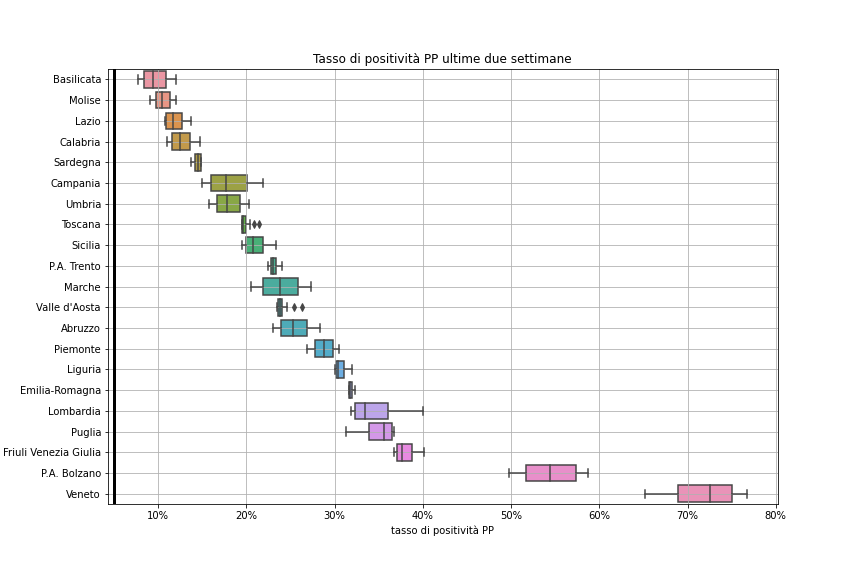 Tasso di positività PP ultime due settimane
Basilicata
Molise
Lazio
Calabria
Sardegna
Campania
Umbria
Toscana
Sicilia
P.A. Trento
Marche
Valle d'Aosta
Abruzzo
Piemonte
Liguria
Emilia-Romagna
Lombardia
Puglia
Friuli Venezia Giulia
P.A. Bolzano
Veneto
10% 20% 30% 40% 50% 60% 70% 80%
tasso di positività PP